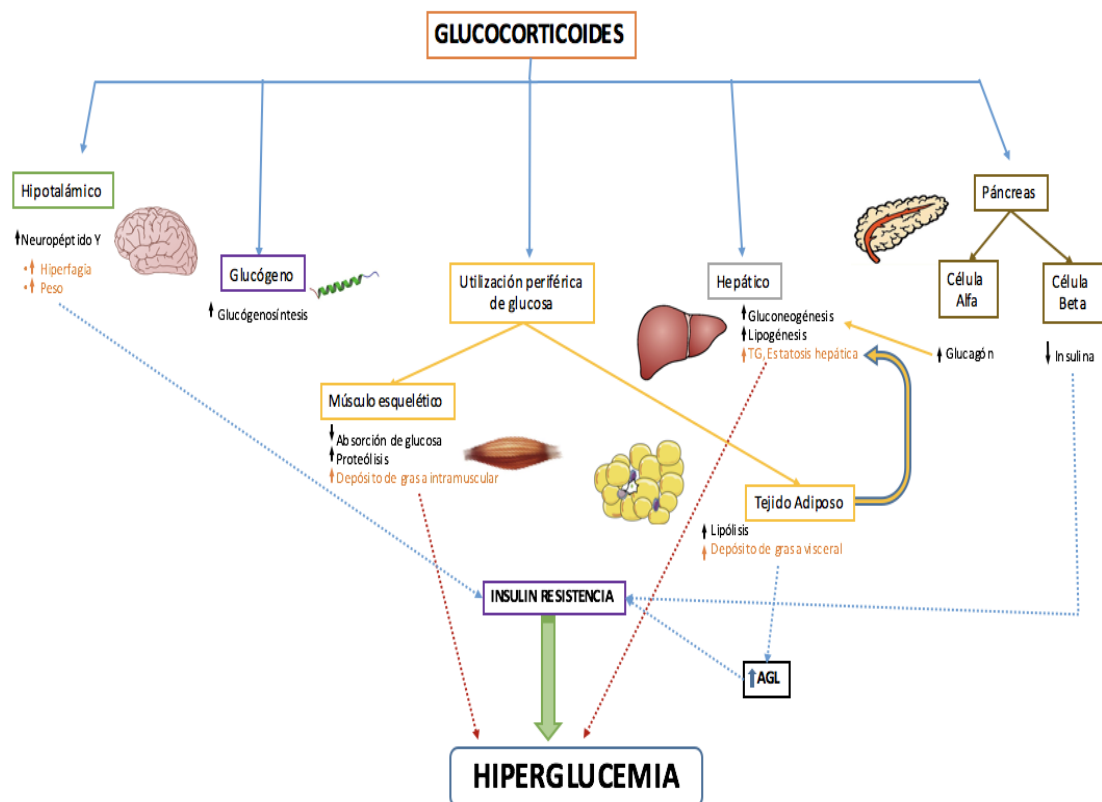 GLUCOCORTICOIDES
Hipotalámico
Neuropéptido Y
• Hiperfagia
• Peso
Glucógeno
Glucógenosíntesis
Utilización periférica
de glucosa
Hepático
Gluconeogénesis
Lipogénesis
TG, Estatosis hepática
Páncreas
Célula
Alfa
Célula
Beta
Glucagón
Insulina
Músculo esquelético
Absorción de glucosa
Proteólisis
Depósito de grasa intramuscular
Tejido Adiposo
Lipólisis
Depósito de grasa visceral
INSULIN RESISTENCIA
AGL
HIPERGLUCEMIA